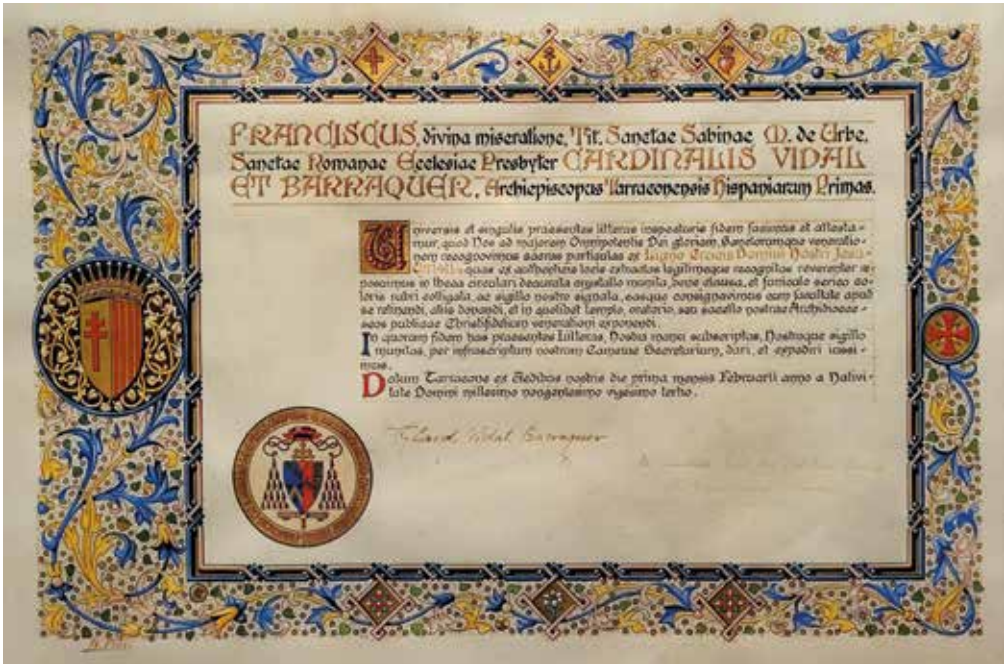 FRANCISCUS, divina miseratione, Tit. Sanctae Sabinae M. de Urbe,
Sanctae Romanae Ecclesiae Presbyter CARDINALIS VIDAL
ET BARRAQUER, Archiepiscopus Tarraconensis Hispaniarum Primas.
Universis et singulis praesentes litteras inspecturis fidem facimus et attesta-
mur, quod Nos ad majorem Omnipotentis Dei gloriam, Sanctorumque veneratio-
nem recognovimus sacras particulas ex Ligno Crucis Domini Nostri Jesu
Christi, quas ex authenticis locis extractas legitimeque recognitas reverenter re-
posuimus in theca circulari deaurata crystallo munita, bene clausa, et funiculo serico co-
loris rubri colligata, ac sigillo nostro signata, easque consignavimus cum facultate apud
se retinendi, aliis donandi, et in quolibet templo, oratorio, seu sacello nostrae Archidioece-
seos publicae Christifidelium venerationi exponendi.
In quorum fidem has praesentes Litteras, Nostra manu subscriptas, Nostroque sigillo
munitas, per infrascriptum nostrum Camerae Secretarium, dari, et expediri iussi-
mus.
Datum Tarracone ex Aedibus nostris die prima mensis Februarii anno a Nativi-
tate Domini millesimo nongentesimo vigesimo tertio.
Card. Vidal Barraquer